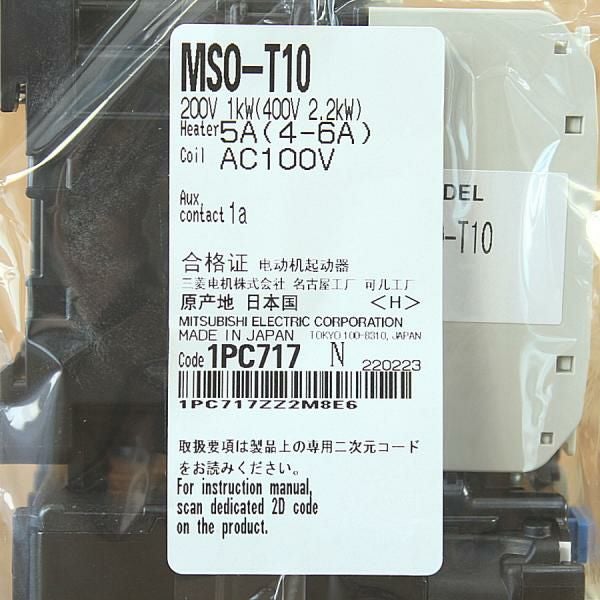 MSO-T10
200V 1kW(400V 2.2kW)
Heater 5A(4-6A)
Coil AC100V
Aux.
contact 1a
DEL
-T10
合格证 电动机起动器
三菱电机株式会社 名古屋工厂 可儿工厂
原产地 日本国 <H>
MITSUBISHI ELECTRIC CORPORATION
MADE IN JAPAN TOKYO 100-8310, JAPAN
Code 1PC717 N 220223
1PC717ZZ2M8E6
取扱要項は製品上の専用二次元コード
をお読みください。
For instruction manual,
scan dedicated 2D code
on the product.